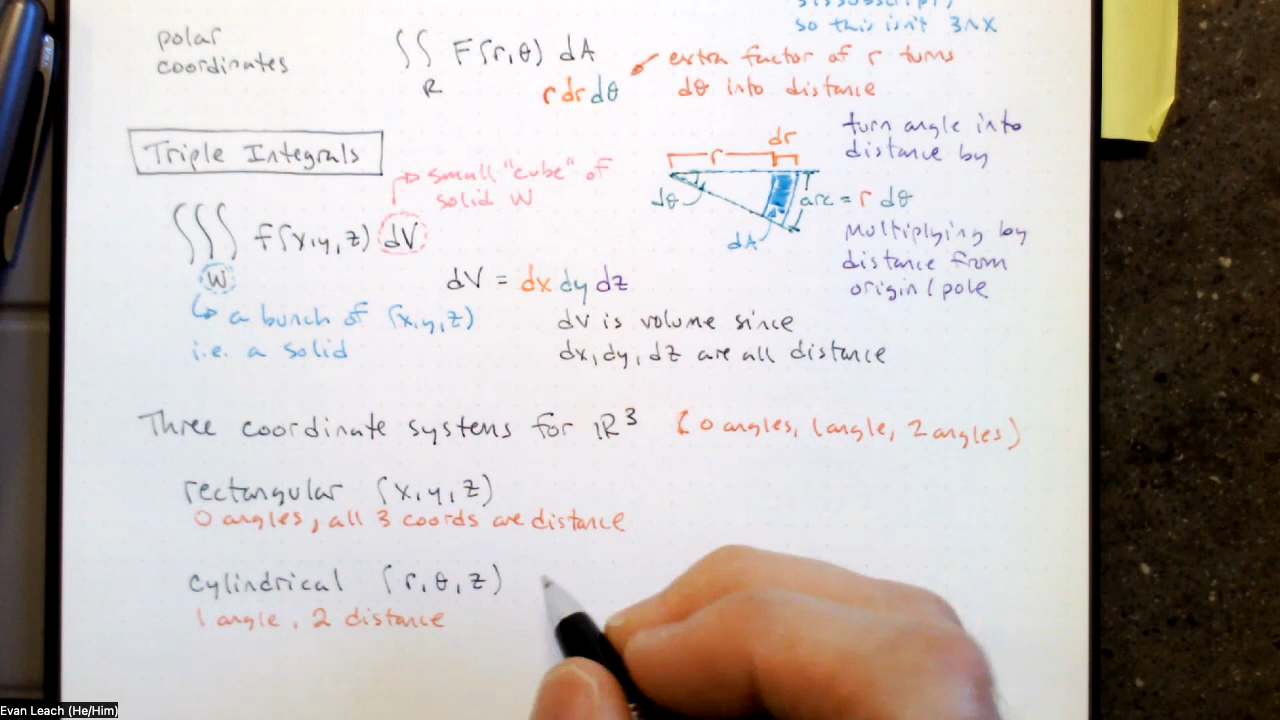 so this isn't 3^x
polar
coordinates
∫∫ F(r,θ) dA
R
r dr dθ
extra factor of r turns
dθ into distance
Triple Integrals
small "cube" of
solid W
∫∫∫ f(x,y,z) dV
W
a bunch of (x,y,z)
i.e. a solid
dV = dx dy dz
dV is volume since
dx, dy, dz are all distance
dr
r
dθ
arc = r dθ
dA
turn angle into
distance by
multiplying by
distance from
origin/pole
Three coordinate systems for ℝ³ (0 angles, 1 angle, 2 angles)
rectangular (x,y,z)
0 angles, all 3 coords are distance
cylindrical (r,θ,z)
1 angle, 2 distance
Evan Leach (He/Him)